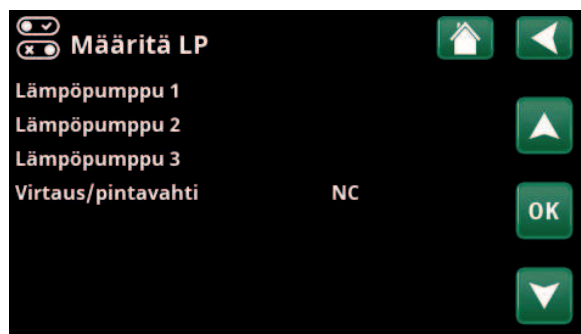 Määritä LP
Lämpöpumppu 1
Lämpöpumppu 2
Lämpöpumppu 3
Virtaus/pintavahti NC
OK